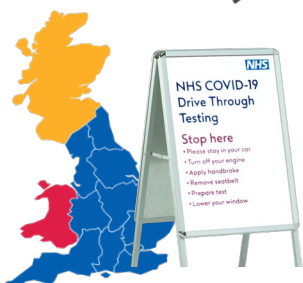 NHS
NHS COVID-19
Drive Through
Testing
Stop here
• Please stay in your car
• Turn off your engine
• Apply handbrake
• Remove seatbelt
• Prepare test
• Lower your window